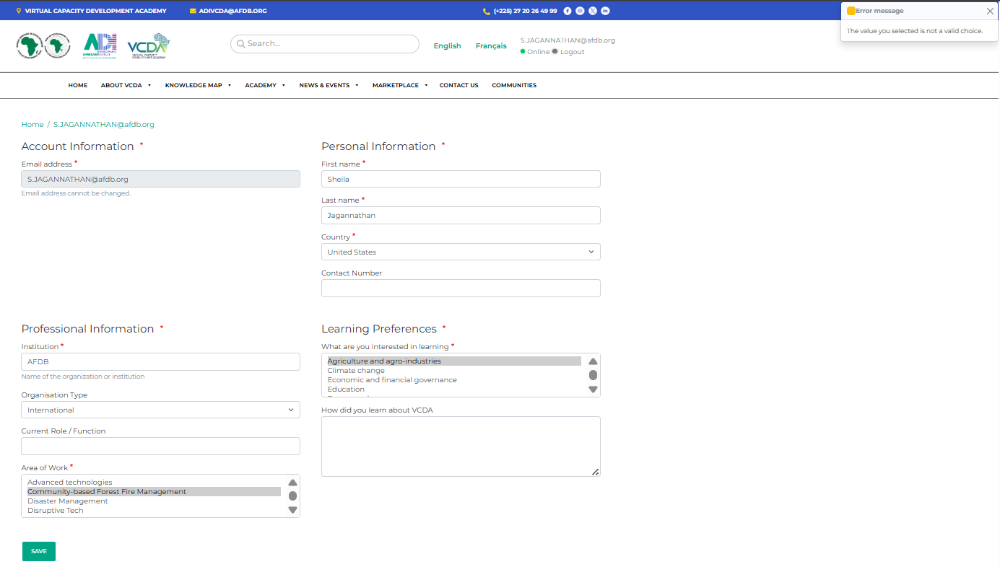 VIRTUAL CAPACITY DEVELOPMENT ACADEMY
ADIVCDA@AFDB.ORG
(+225) 27 20 26 49 99
Error message
The value you selected is not a valid choice.
ADI
VCDA
VIRTUAL CAPACITY
DEVELOPMENT ACADEMY
Search...
English
Français
S.JAGANNATHAN@afdb.org
Online
Logout
HOME
ABOUT VCDA
KNOWLEDGE MAP
ACADEMY
NEWS & EVENTS
MARKETPLACE
CONTACT US
COMMUNITIES
Home / S.JAGANNATHAN@afdb.org
Account Information *
Email address *
S.JAGANNATHAN@afdb.org
Email address cannot be changed.
Personal Information *
First name *
Sheila
Last name *
Jagannathan
Country *
United States
Contact Number
Professional Information *
Institution *
AFDB
Name of the organization or institution
Organisation Type
International
Current Role / Function
Area of Work *
Advanced technologies
Community-based Forest Fire Management
Disaster Management
Disruptive Tech
Learning Preferences *
What are you interested in learning *
Agriculture and agro-industries
Climate change
Economic and financial governance
Education
How did you learn about VCDA
SAVE